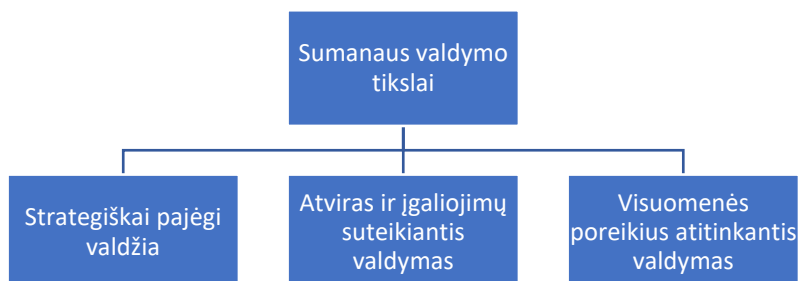 Sumanaus valdymo
tikslai
Strategiškai pajėgi
valdžia
Atviras ir įgaliojimų
suteikiantis
valdymas
Visuomenės
poreikius atitinkantis
valdymas